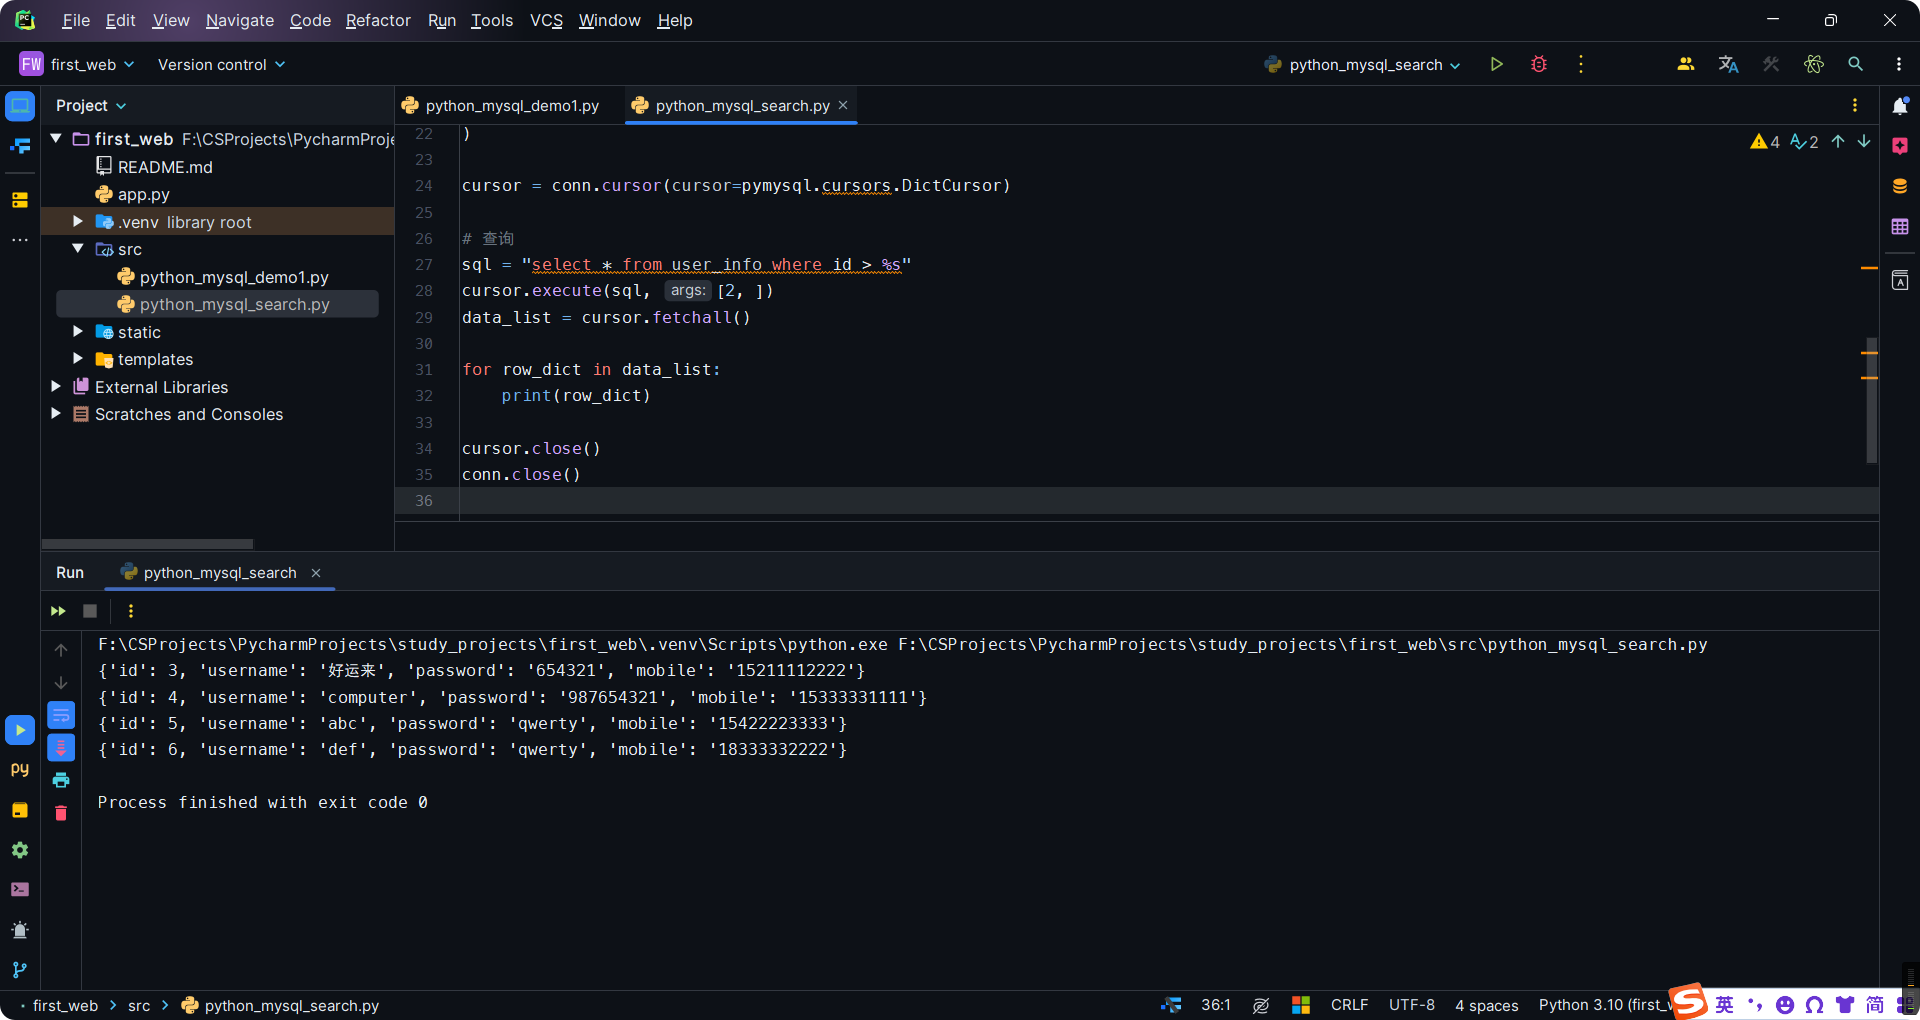 File Edit View Navigate Code Refactor Run Tools VCS Window Help
FW first_web Version control python_mysql_search
Project
python_mysql_demo1.py python_mysql_search.py
first_web F:\CSProjects\PycharmProje
README.md
app.py
.venv library root
src
python_mysql_demo1.py
python_mysql_search.py
static
templates
External Libraries
Scratches and Consoles
4 2
22 )
23
24 cursor = conn.cursor(cursor=pymysql.cursors.DictCursor)
25
26 # 查询
27 sql = "select * from user_info where id > %s"
28 cursor.execute(sql, args: [2, ])
29 data_list = cursor.fetchall()
30
31 for row_dict in data_list:
32 print(row_dict)
33
34 cursor.close()
35 conn.close()
36
Run python_mysql_search
F:\CSProjects\PycharmProjects\study_projects\first_web\.venv\Scripts\python.exe F:\CSProjects\PycharmProjects\study_projects\first_web\src\python_mysql_search.py
{'id': 3, 'username': '好运来', 'password': '654321', 'mobile': '15211112222'}
{'id': 4, 'username': 'computer', 'password': '987654321', 'mobile': '15333331111'}
{'id': 5, 'username': 'abc', 'password': 'qwerty', 'mobile': '15422223333'}
{'id': 6, 'username': 'def', 'password': 'qwerty', 'mobile': '18333332222'}
Process finished with exit code 0
first_web src python_mysql_search.py 36:1 CRLF UTF-8 4 spaces Python 3.10 (first_ 英 简